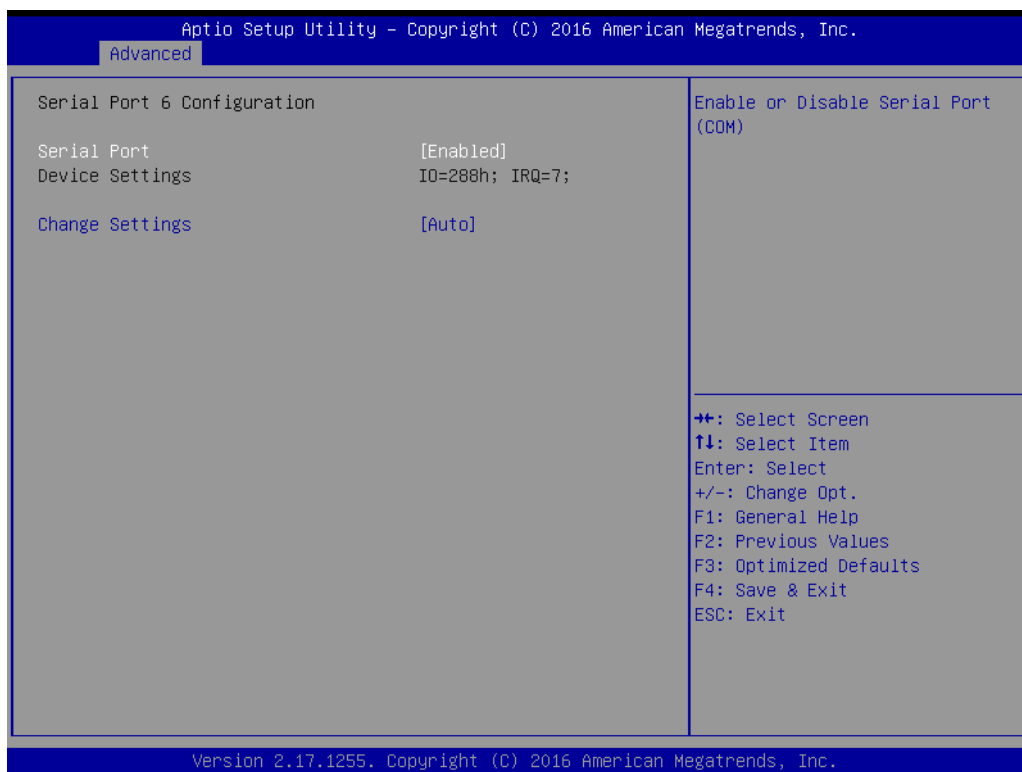 Aptio Setup Utility – Copyright (C) 2016 American Megatrends, Inc.
Advanced
Serial Port 6 Configuration
Serial Port [Enabled]
Device Settings IO=288h; IRQ=7;
Change Settings [Auto]
Enable or Disable Serial Port
(COM)
→←: Select Screen
↑↓: Select Item
Enter: Select
+/-: Change Opt.
F1: General Help
F2: Previous Values
F3: Optimized Defaults
F4: Save & Exit
ESC: Exit
Version 2.17.1255. Copyright (C) 2016 American Megatrends, Inc.